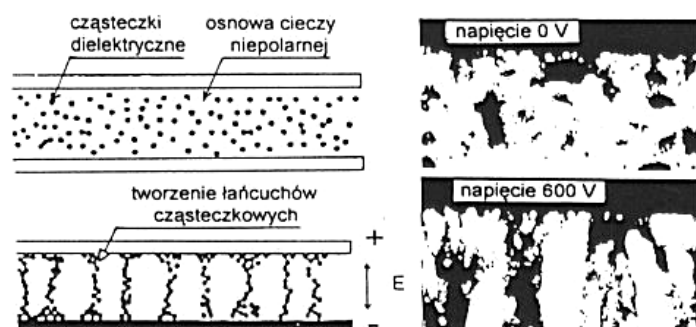 cząsteczki
dielektryczne
osnowa cieczy
niepolarnej
napięcie 0 V
tworzenie łańcuchów
cząsteczkowych
+
E
-
napięcie 600 V